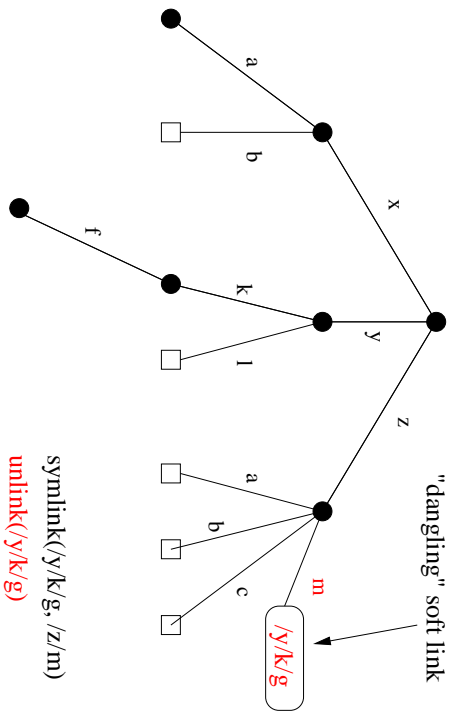 "dangling" soft link
x
y
z
a
b
k
l
a
b
c
m
/y/k/g
f
symlink(/y/k/g, /z/m)
unlink(/y/k/g)